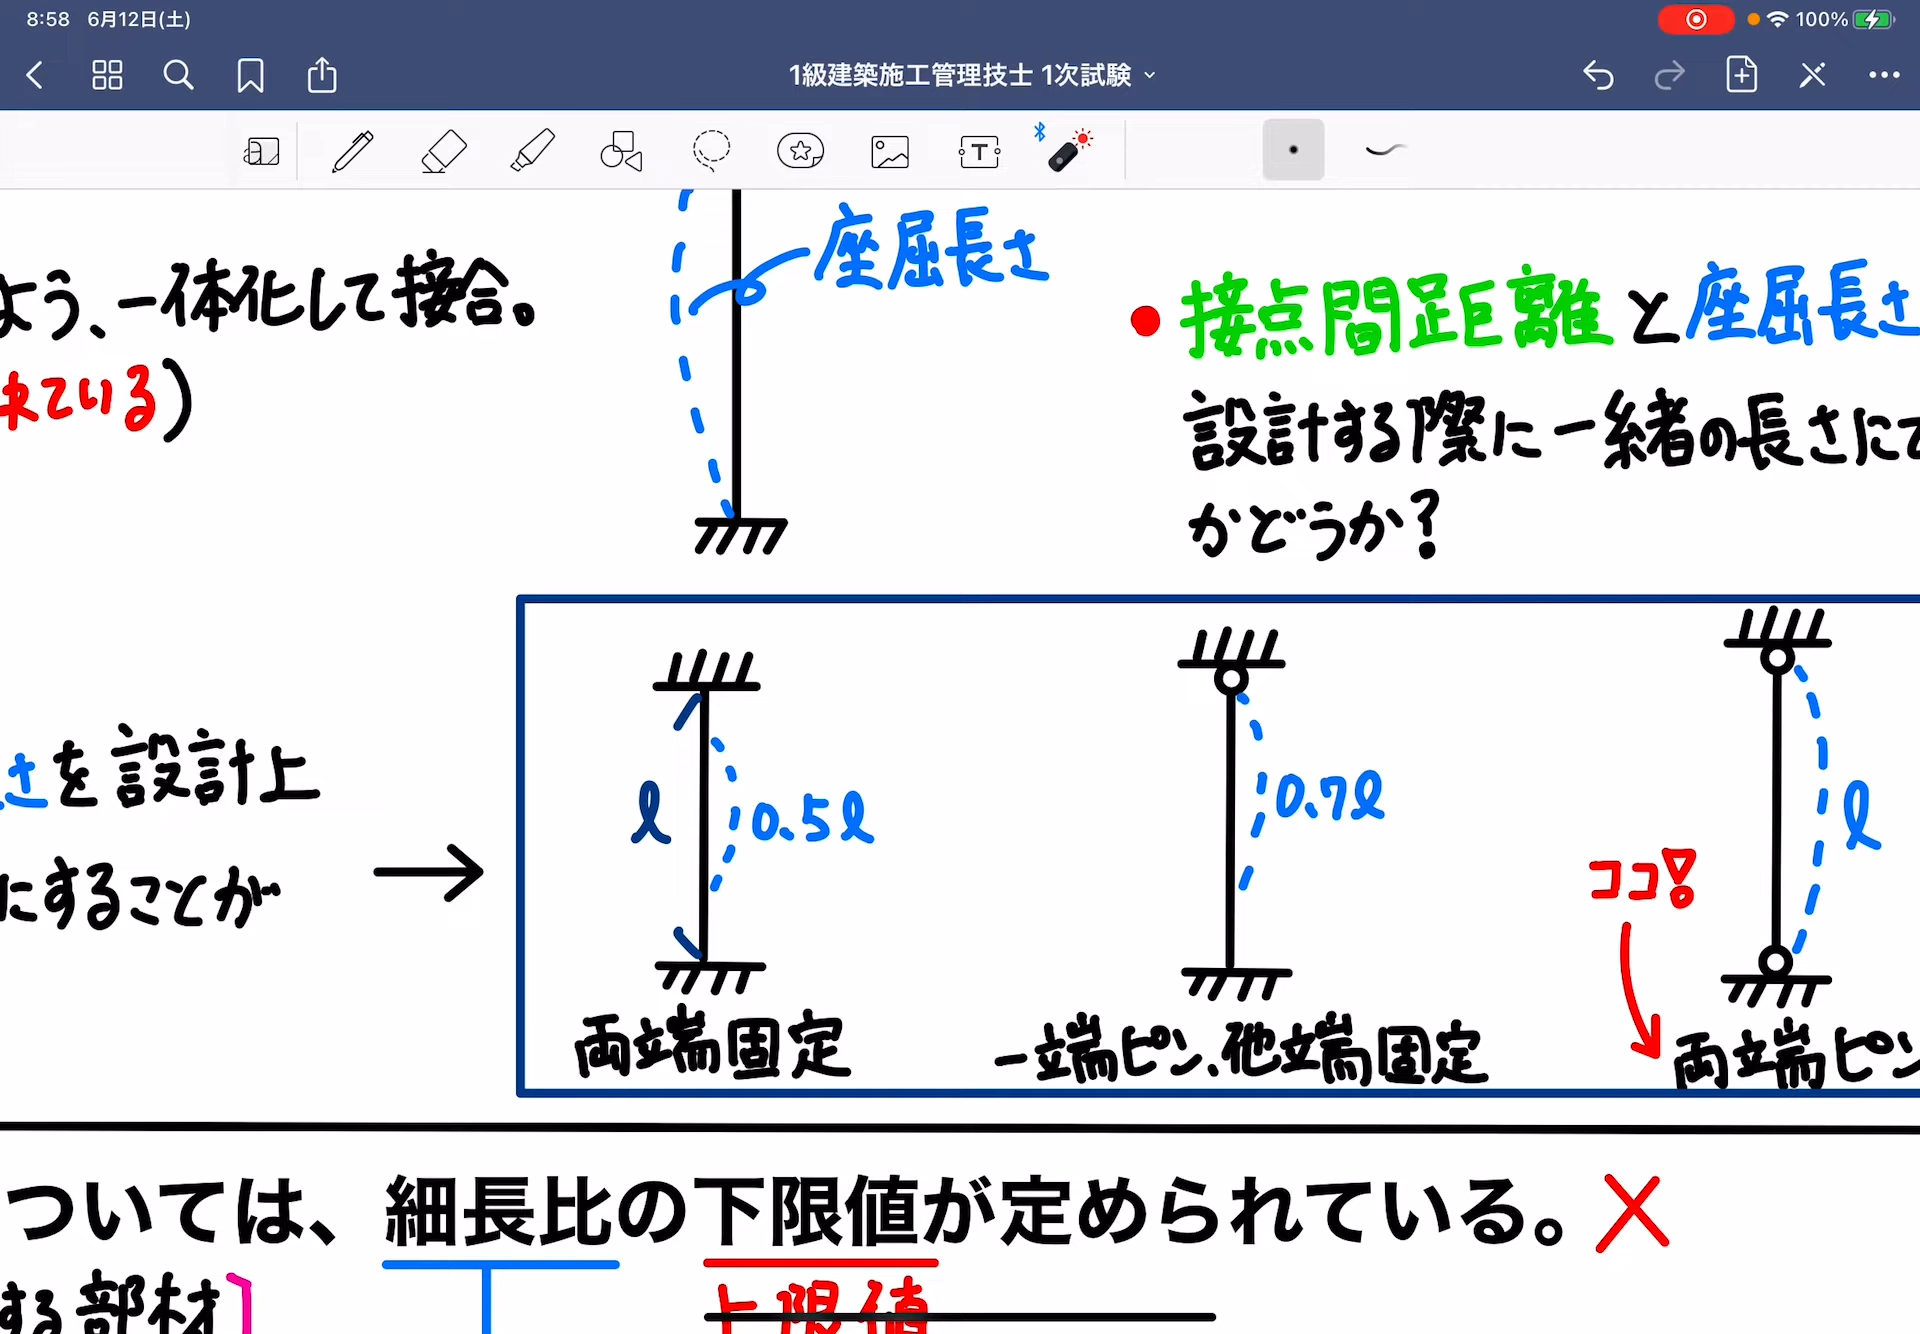 8:58 6月12日(土)
100%
1級建築施工管理技士 1次試験
座屈長さ
よう、一体化して接合。
れている)
接点間距離と座屈長さ
設計する際に一緒の長さにて
かどうか?
さを設計上
にすることが
l 0.5l
0.7l
l
ココ!
両端固定
一端ピン、他端固定
両端ピン
ついては、細長比の下限値が定められている。×
する部材
上限値